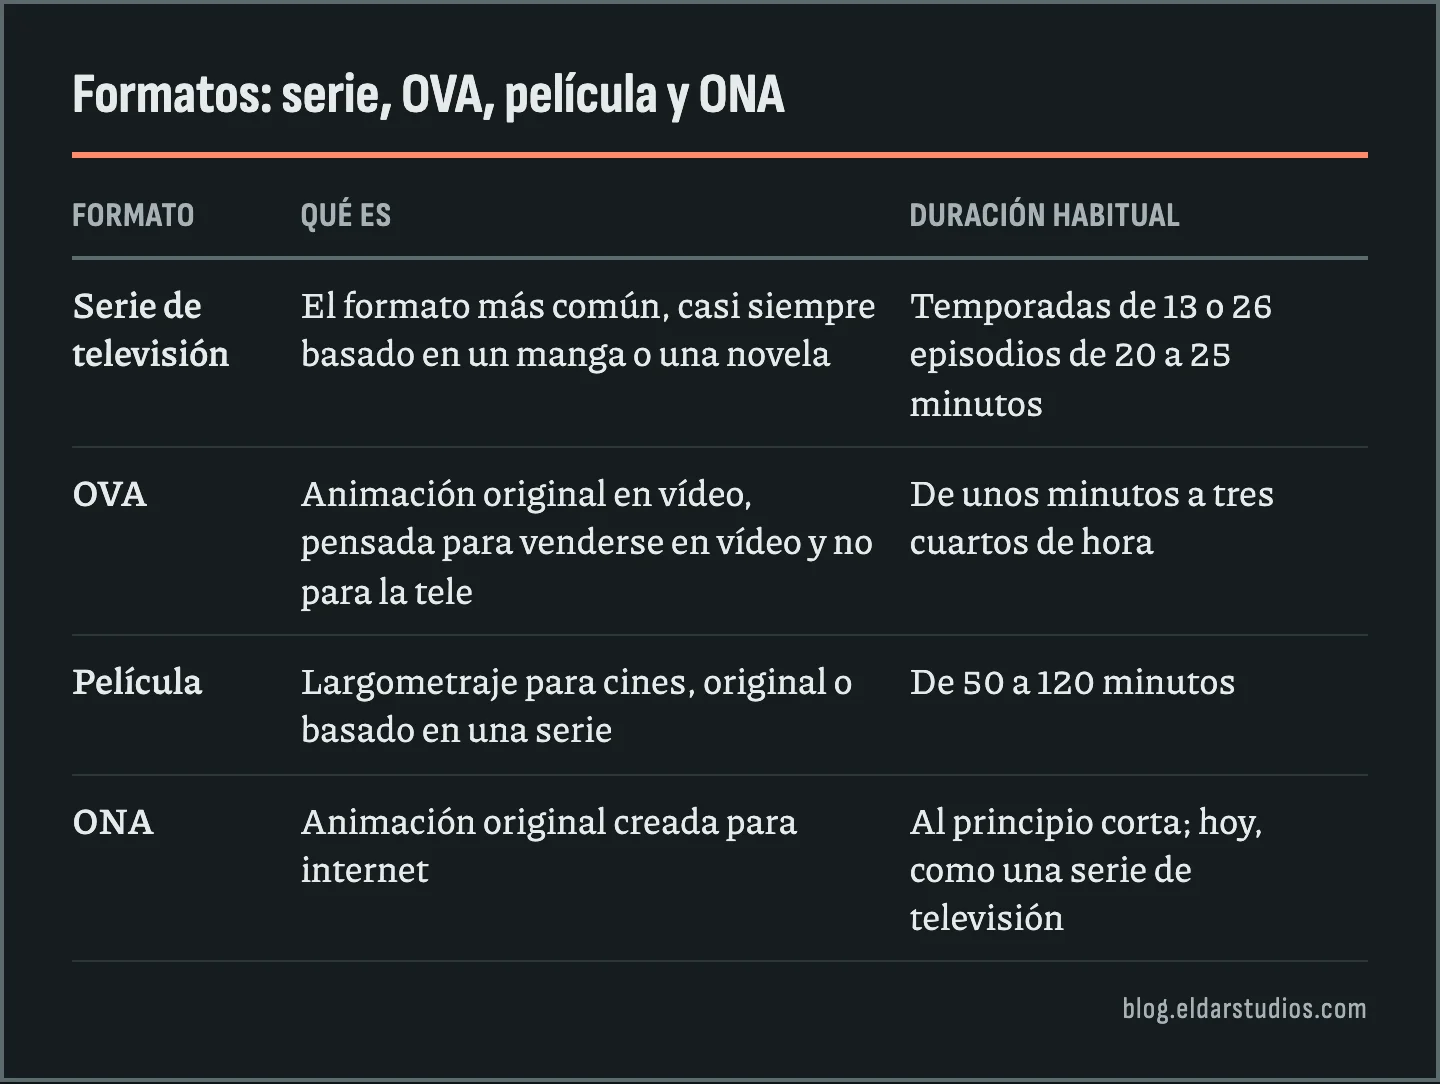 Formatos: serie, OVA, película y ONA
FORMATO QUÉ ES DURACIÓN HABITUAL
Serie de El formato más común, casi siempre Temporadas de 13 o 26
televisión basado en un manga o una novela episodios de 20 a 25
minutos
OVA Animación original en vídeo, De unos minutos a tres
pensada para venderse en vídeo y no cuartos de hora
para la tele
Película Largometraje para cines, original o De 50 a 120 minutos
basado en una serie
ONA Animación original creada para Al principio corta; hoy,
internet como una serie de
televisión
blog.eldarstudios.com